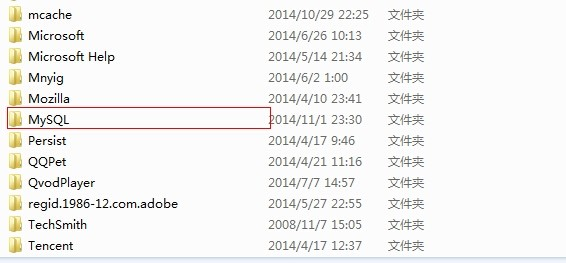 mcache 2014/10/29 22:25 文件夹
Microsoft 2014/6/26 10:13 文件夹
Microsoft Help 2014/5/14 21:34 文件夹
Mnyig 2014/6/2 1:00 文件夹
Mozilla 2014/4/10 23:41 文件夹
MySQL 2014/11/1 23:30 文件夹
Persist 2014/4/17 9:46 文件夹
QQPet 2014/4/21 11:16 文件夹
QvodPlayer 2014/7/7 14:57 文件夹
regid.1986-12.com.adobe 2014/5/27 22:55 文件夹
TechSmith 2008/11/7 15:05 文件夹
Tencent 2014/4/17 12:37 文件夹